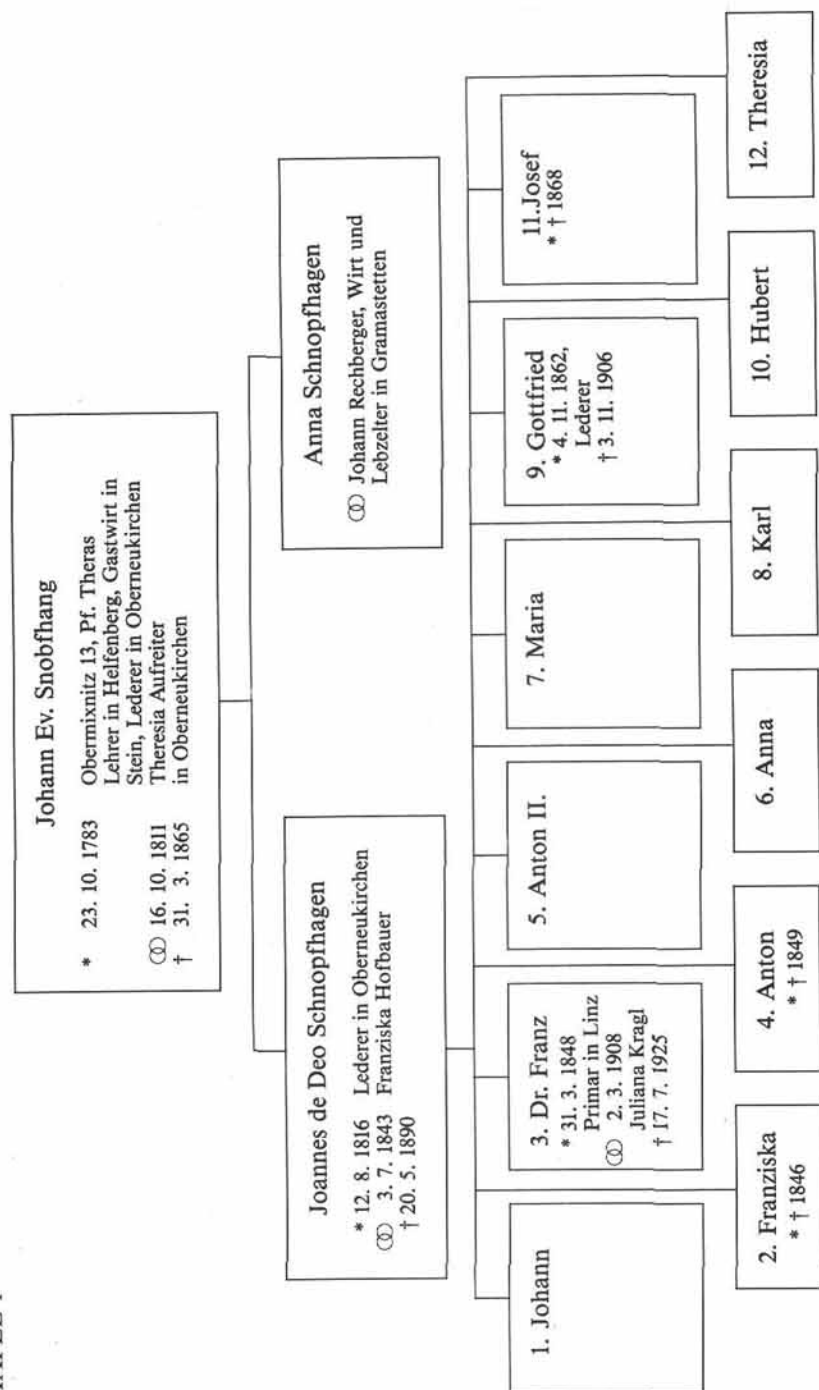 Johann Ev. Snobfhang
* 23. 10. 1783 Obermixnitz 13, Pf. Theras
Lehrer in Helfenberg, Gastwirt in
Stein, Lederer in Oberneukirchen
⚭ 16. 10. 1811 Theresia Aufreiter
† 31. 3. 1865 in Oberneukirchen
Joannes de Deo Schnopfhagen
* 12. 8. 1816 Lederer in Oberneukirchen
⚭ 3. 7. 1843 Franziska Hofbauer
† 20. 5. 1890
Anna Schnopfhagen
⚭ Johann Rechberger, Wirt und
Lebzelter in Gramastetten
1. Johann
2. Franziska
* † 1846
3. Dr. Franz
* 31. 3. 1848
Primar in Linz
⚭ 2. 3. 1908
Juliana Kragl
† 17. 7. 1925
4. Anton
* † 1849
5. Anton II.
6. Anna
7. Maria
8. Karl
9. Gottfried
* 4. 11. 1862,
Lederer
† 3. 11. 1906
10. Hubert
11.Josef
* † 1868
12. Theresia